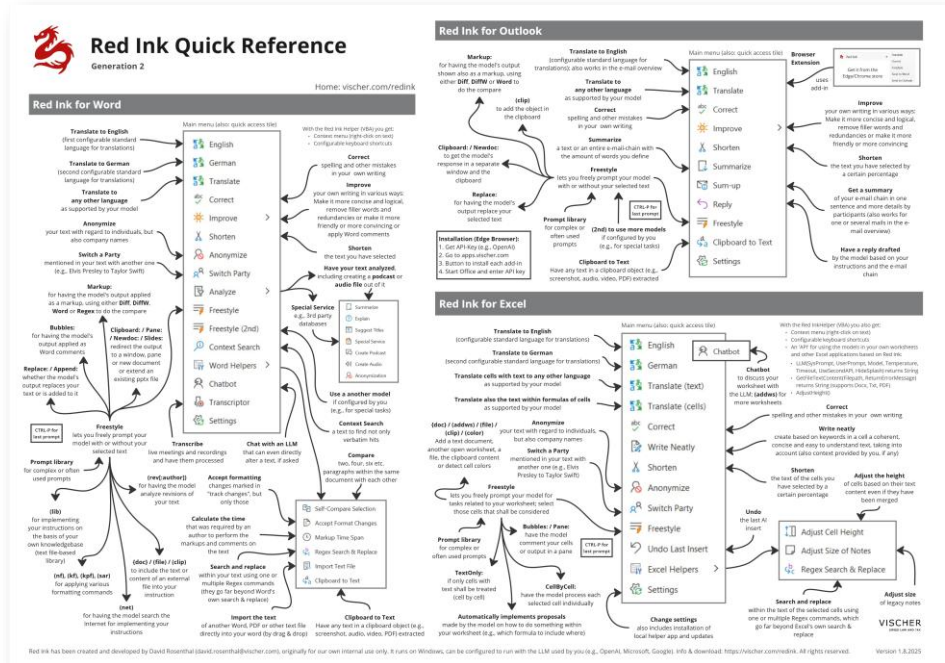 Red Ink Quick Reference
Generation 2
Home: vischer.com/redink
Red Ink for Word
Main menu (also: quick access tile)
English
German
Translate
Correct
Improve
Shorten
Anonymize
Switch Party
Analyze
Freestyle
Freestyle (2nd)
Context Search
Word Helpers
Chatbot
Transcriptor
Settings
With the Red Ink Helper (VBA) you get:
• Context menu (right-click on text)
• Configurable keyboard shortcuts
Translate to English
(first configurable standard
language for translations)
Translate to German
(second configurable standard
language for translations)
Translate to
any other language
as supported by your model
Anonymize
your text with regard to individuals, but
also company names
Switch a Party
mentioned in your text with another one
(e.g., Elvis Presley to Taylor Swift)
Markup:
for having the model's output applied
as a markup, using either Diff, DiffW,
Word or Regex to do the compare
Bubbles:
for having the model's
output applied as
Word comments
Clipboard: / Pane:
/ Newdoc: / Slides:
redirect the output
to a window, pane
or new document
or extend an
existing pptx file
Replace: / Append:
whether the model's
output replaces your
text or is added to it
CTRL-P for
last prompt
Freestyle
lets you freely prompt your
model with or without your
selected text
Prompt library
for complex or often
used prompts
(lib)
for implementing
your instructions on
the basis of your
own knowledgebase
(text file-based
library)
(rev[:author])
for having the model
analyze revisions of
your text
(nf), (kf), (kpf), (sar)
for applying various
formatting commands
(doc) / (file) / (clip)
to include the text or
content of an
external file into your
instruction
(net)
for having the model search the
Internet for implementing your
instructions
Correct
spelling and other mistakes
in your own writing
Improve
your own writing in various ways:
Make it more concise and logical,
remove filler words and
redundancies or make it more
friendly or more convincing or
apply Word comments
Shorten
the text you have selected
Have your text analyzed,
including creating a podcast or
audio file out of it
Special Service
e.g., 3rd party
databases
Summarize
Explain
Suggest Titles
Special Service
Create Podcast
Create Audio
Anonymization
Use a another model
if configured by you
(e.g., for special tasks)
Context Search
a text to find not only
verbatim hits
Transcribe
live meetings and recordings
and have them processed
Chat with an LLM
that can even directly
alter a text, if asked
Compare
two, four, six etc.
paragraphs within the same
document with each other
Accept formatting
changes marked in
"track changes", but
only those
Calculate the time
that was required by an
author to perform the
markups and comments on
the text
Search and replace
within your text using one or
multiple Regex commands
(they go far beyond Word's
own search & replace)
Import the text
of another Word, PDF or other text file
directly into your word (by drag & drop)
Self-Compare Selection
Accept Format Changes
Markup Time Span
Regex Search & Replace
Import Text File
Clipboard to Text
Clipboard to Text
Have any text in a clipboard object (e.g.,
screenshot, audio, video, PDF) extracted
Red Ink for Outlook
Main menu (also: quick access tile)
English
Translate
Correct
Improve
Shorten
Summarize
Sum-up
Reply
Freestyle
Clipboard to Text
Settings
Markup:
for having the model's output
shown also as a markup, using
either Diff, DiffW or Word to
do the compare
(clip)
to add the object in
the clipboard
Clipboard: / Newdoc:
to get the model's
response in a separate
window and the
clipboard
Replace:
for having the model's
output replace your
selected text
Translate to English
(configurable standard language for
translations); also works in the e-mail overview
Translate to
any other language
as supported by your model
Correct
spelling and other mistakes
in your own writing
Summarize
a text or an entire e-mail-chain with
the amount of words you define
Freestyle
lets you freely prompt your model
with or without your selected text
CTRL-P for
last prompt
Prompt library
for complex or
often used
prompts
(2nd) to use more models
if configured by you
(e.g., for special tasks)
Clipboard to Text
Have any text in a clipboard object (e.g.,
screenshot, audio, video, PDF) extracted
Installation (Edge Browser):
1. Get API-Key (e.g., OpenAI)
2. Go to apps.vischer.com
3. Button to install each add-in
4. Start Office and enter API key
Browser
Extension
uses
add-in
Get it from the
Edge/Chrome store
Improve
your own writing in various ways:
Make it more concise and logical,
remove filler words and
redundancies or make it more
friendly or more convincing
Shorten
the text you have selected by a
certain percentage
Get a summary
of your e-mail chain in one
sentence and more details by
participants (also works for
one or several mails in the e-
mail overview)
Have a reply drafted
by the model based on your
instructions and the e-mail
chain
Red Ink for Excel
Main menu (also: quick access tile)
English
German
Translate (text)
Translate (cells)
Correct
Write Neatly
Shorten
Anonymize
Switch Party
Freestyle
Undo Last Insert
Excel Helpers
Settings
Chatbot
Chatbot
to discuss your
worksheet with
the LLM; (addws) for
more worksheets
With the Red InkHelper (VBA) you also get:
• Context menu (right-click on text)
• Configurable keyboard shortcuts
• An 'API' for using the models in your own worksheets
and other Excel applications based on Red Ink:
Translate to English
(configurable standard language for translations)
Translate to German
(second configurable standard language for translations)
Translate cells with text to any other language
as supported by your model
Translate also the text within formulas of cells
as supported by your model
(doc) / (addws) / (file) /
(clip) / (color)
Add a text document,
another open worksheet, a
file, the clipboard content
or detect cell colors
Anonymize
your text with regard to individuals,
but also company names
Switch a Party
mentioned in your text with
another one (e.g., Elvis
Presley to Taylor Swift)
Freestyle
lets you freely prompt your model for
tasks related to your worksheet; select
those cells that shall be considered
Prompt library
for complex or
often used prompts
Bubbles: / Pane:
have the model
comment your cells
or output in a pane
CTRL-P for
last prompt
TextOnly:
if only cells with
text shall be treated
(cell by cell)
CellByCell:
for have the model process
each selected cell individually
Automatically implements proposals
made by the model on how to do something within
your worksheet (e.g., which formula to include where)
Change settings
also includes installation of
local helper app and updates
Correct
spelling and other mistakes in your own writing
Write neatly
create based on keywords in a cell a coherent,
concise and easy to understand text, taking into
account (also context provided by you, if any)
Shorten
the text of the cells you
have selected by a
certain percentage
Adjust the height
of cells based on their text
content even if they have
been merged
Undo
the last AI
insert
Adjust Cell Height
Adjust Size of Notes
Regex Search & Replace
Search and replace
within the text of the selected cells using
one or multiple Regex commands, which
go far beyond Excel's own search &
replace
Adjust size
of legacy notes
VISCHER
Red Ink has been created and developed by David Rosenthal (david.rosenthal@vischer.com), originally for our own internal use only. It runs on Windows, can be configured to run with the LLM used by you (e.g., OpenAI, Microsoft, Google). Info & download: https://vischer.com/redink. All rights reserved.
Version 1.8.2025